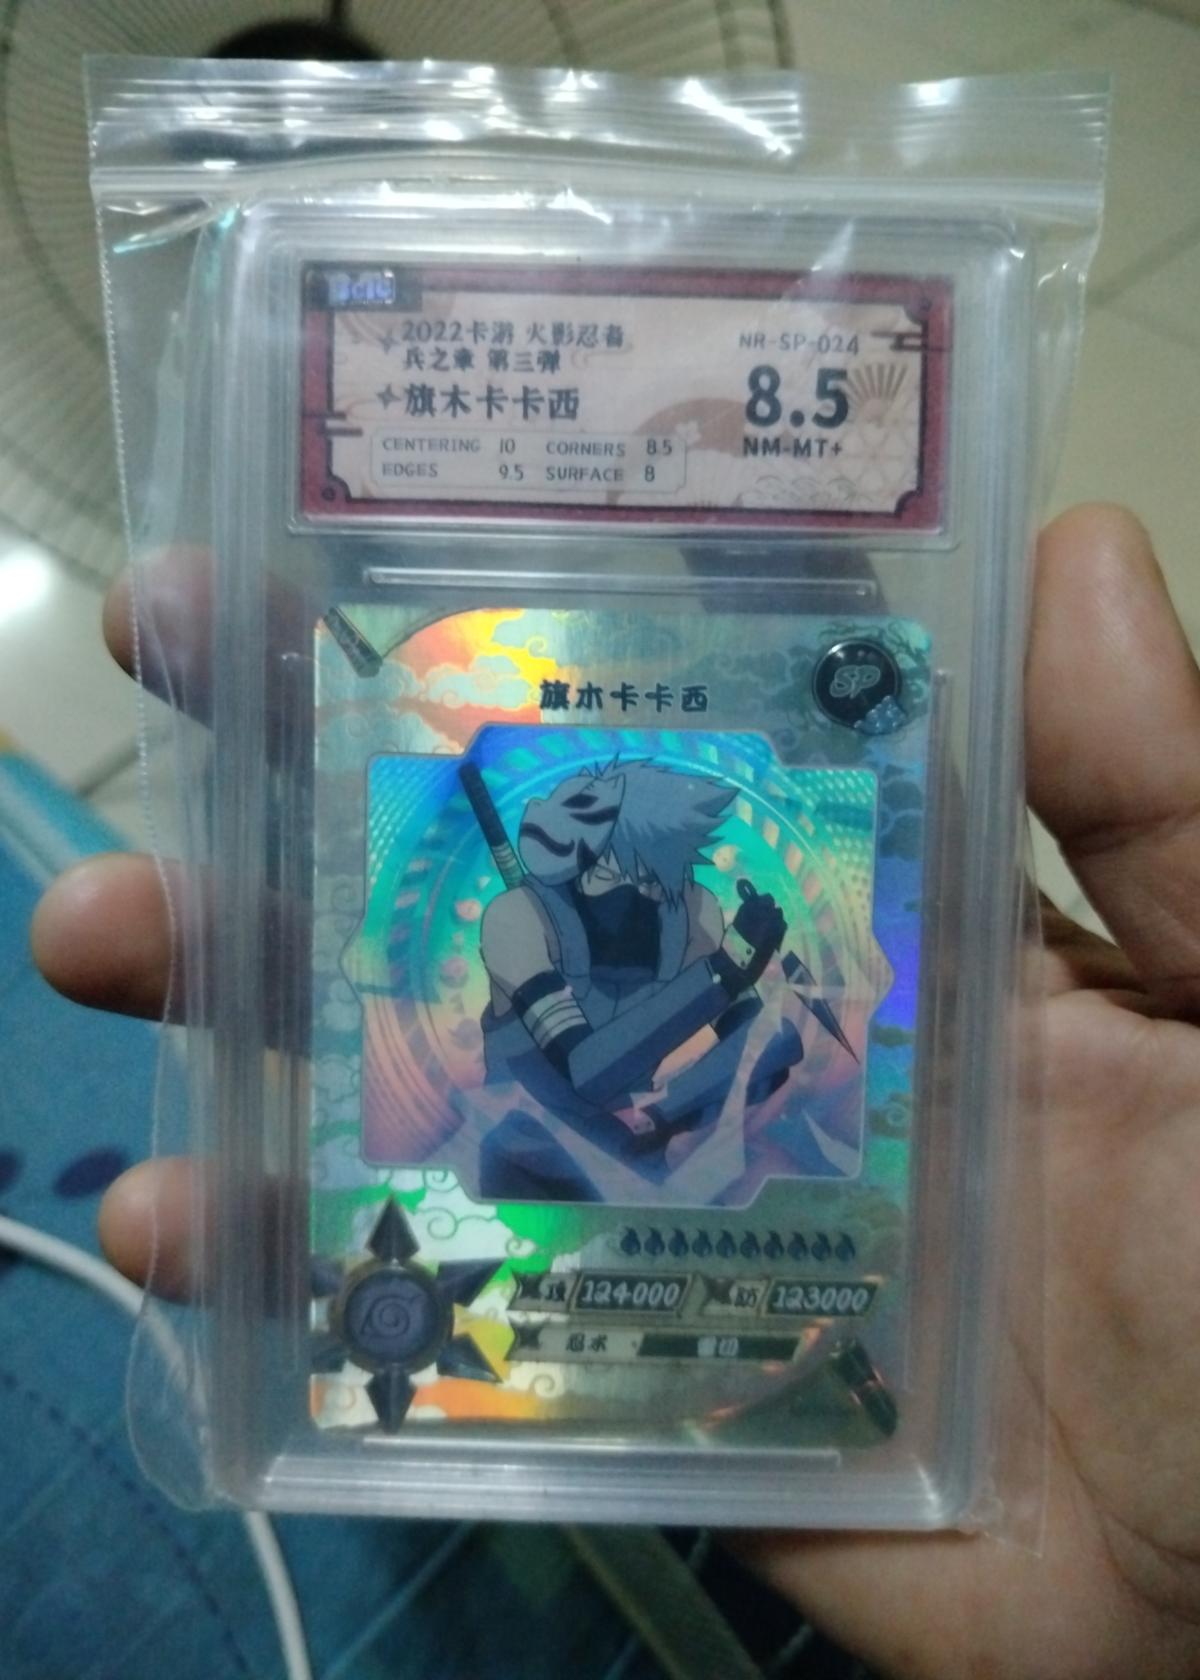 2022卡游 火影忍者
兵之章 第三弹
旗木卡卡西
CENTERING 10 CORNERS 8.5
EDGES 9.5 SURFACE 8
NR-SP-024
8.5
NM-MT+
旗木卡卡西
SP
124000 防 123000
忍术